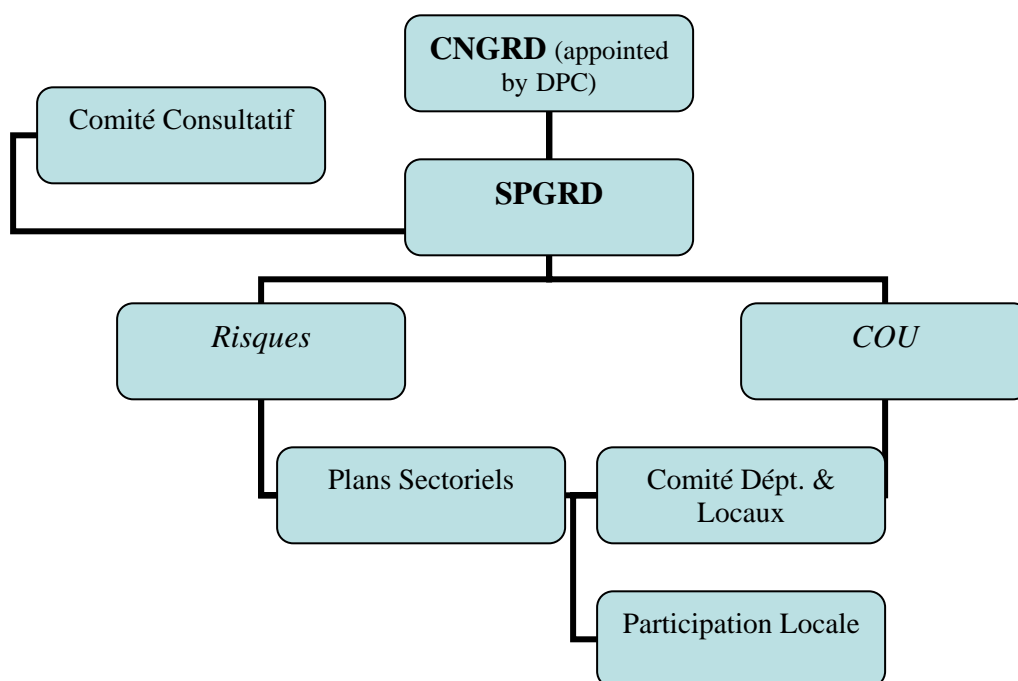 CNGRD (appointed
by DPC)
Comité Consultatif
SPGRD
Risques
COU
Plans Sectoriels
Comité Dépt. &
Locaux
Participation Locale